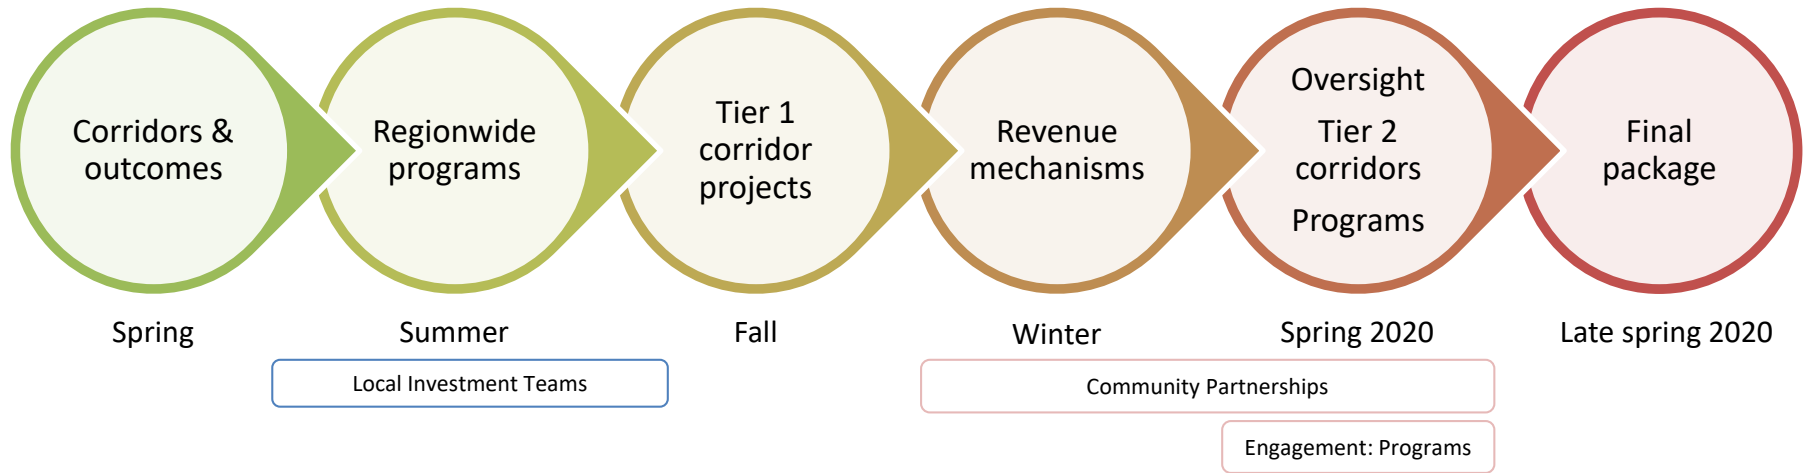 Corridors &
outcomes
Regionwide
programs
Tier 1
corridor
projects
Revenue
mechanisms
Oversight
Tier 2
corridors
Programs
Final
package
Spring
Summer
Fall
Winter
Spring 2020
Late spring 2020
Local Investment Teams
Community Partnerships
Engagement: Programs